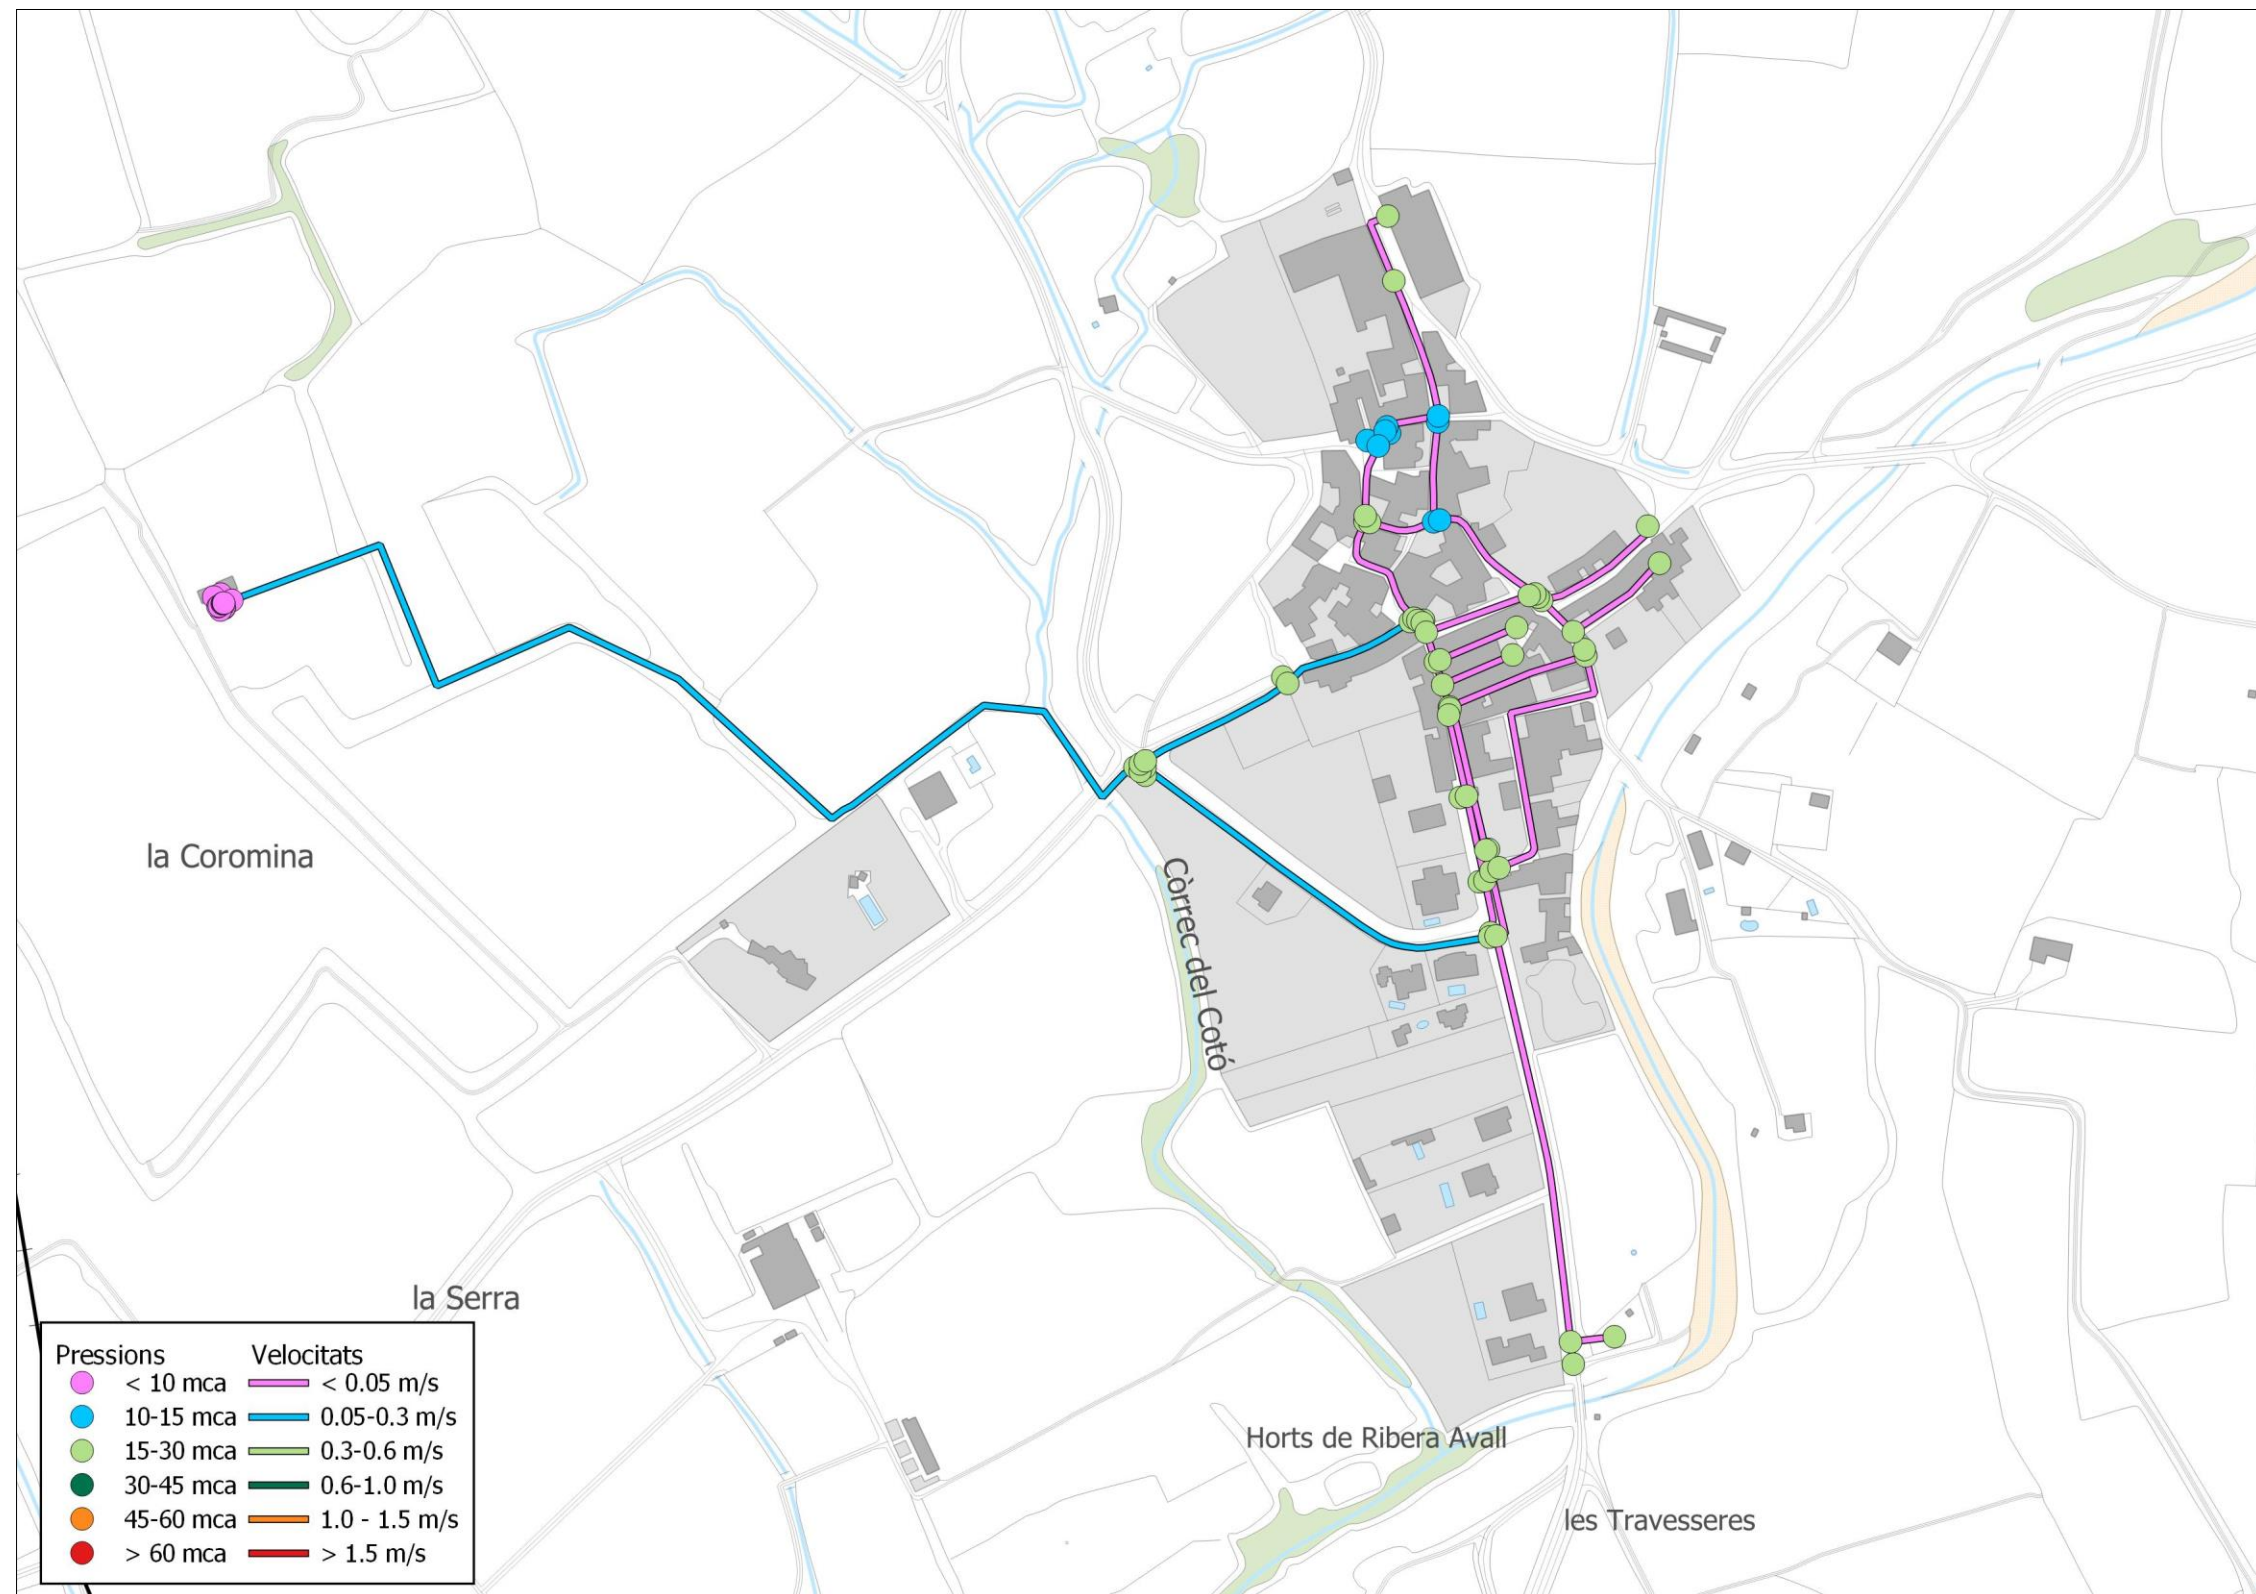 la Coromina
Còrrec del Cotó
la Serra
Pressions Velocitats
< 10 mca < 0.05 m/s
10-15 mca 0.05-0.3 m/s
15-30 mca 0.3-0.6 m/s
30-45 mca 0.6-1.0 m/s
45-60 mca 1.0 - 1.5 m/s
> 60 mca > 1.5 m/s
Horts de Ribera Avall
les Travesseres